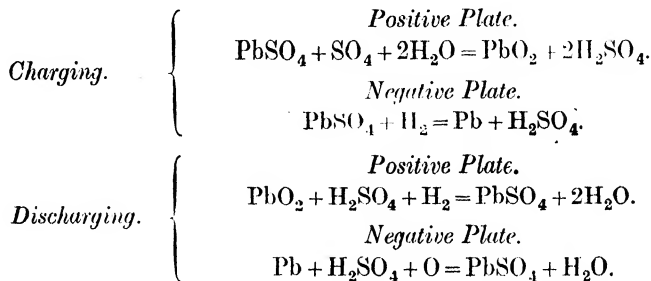 Positive Plate.
PbSO₄ + SO₄ + 2H₂O = PbO₂ + 2H₂SO₄.
Charging.
Negative Plate.
PbSO₄ + H₂ = Pb + H₂SO₄.
Positive Plate.
PbO₂ + H₂SO₄ + H₂ = PbSO₄ + 2H₂O.
Discharging.
Negative Plate.
Pb + H₂SO₄ + O = PbSO₄ + H₂O.